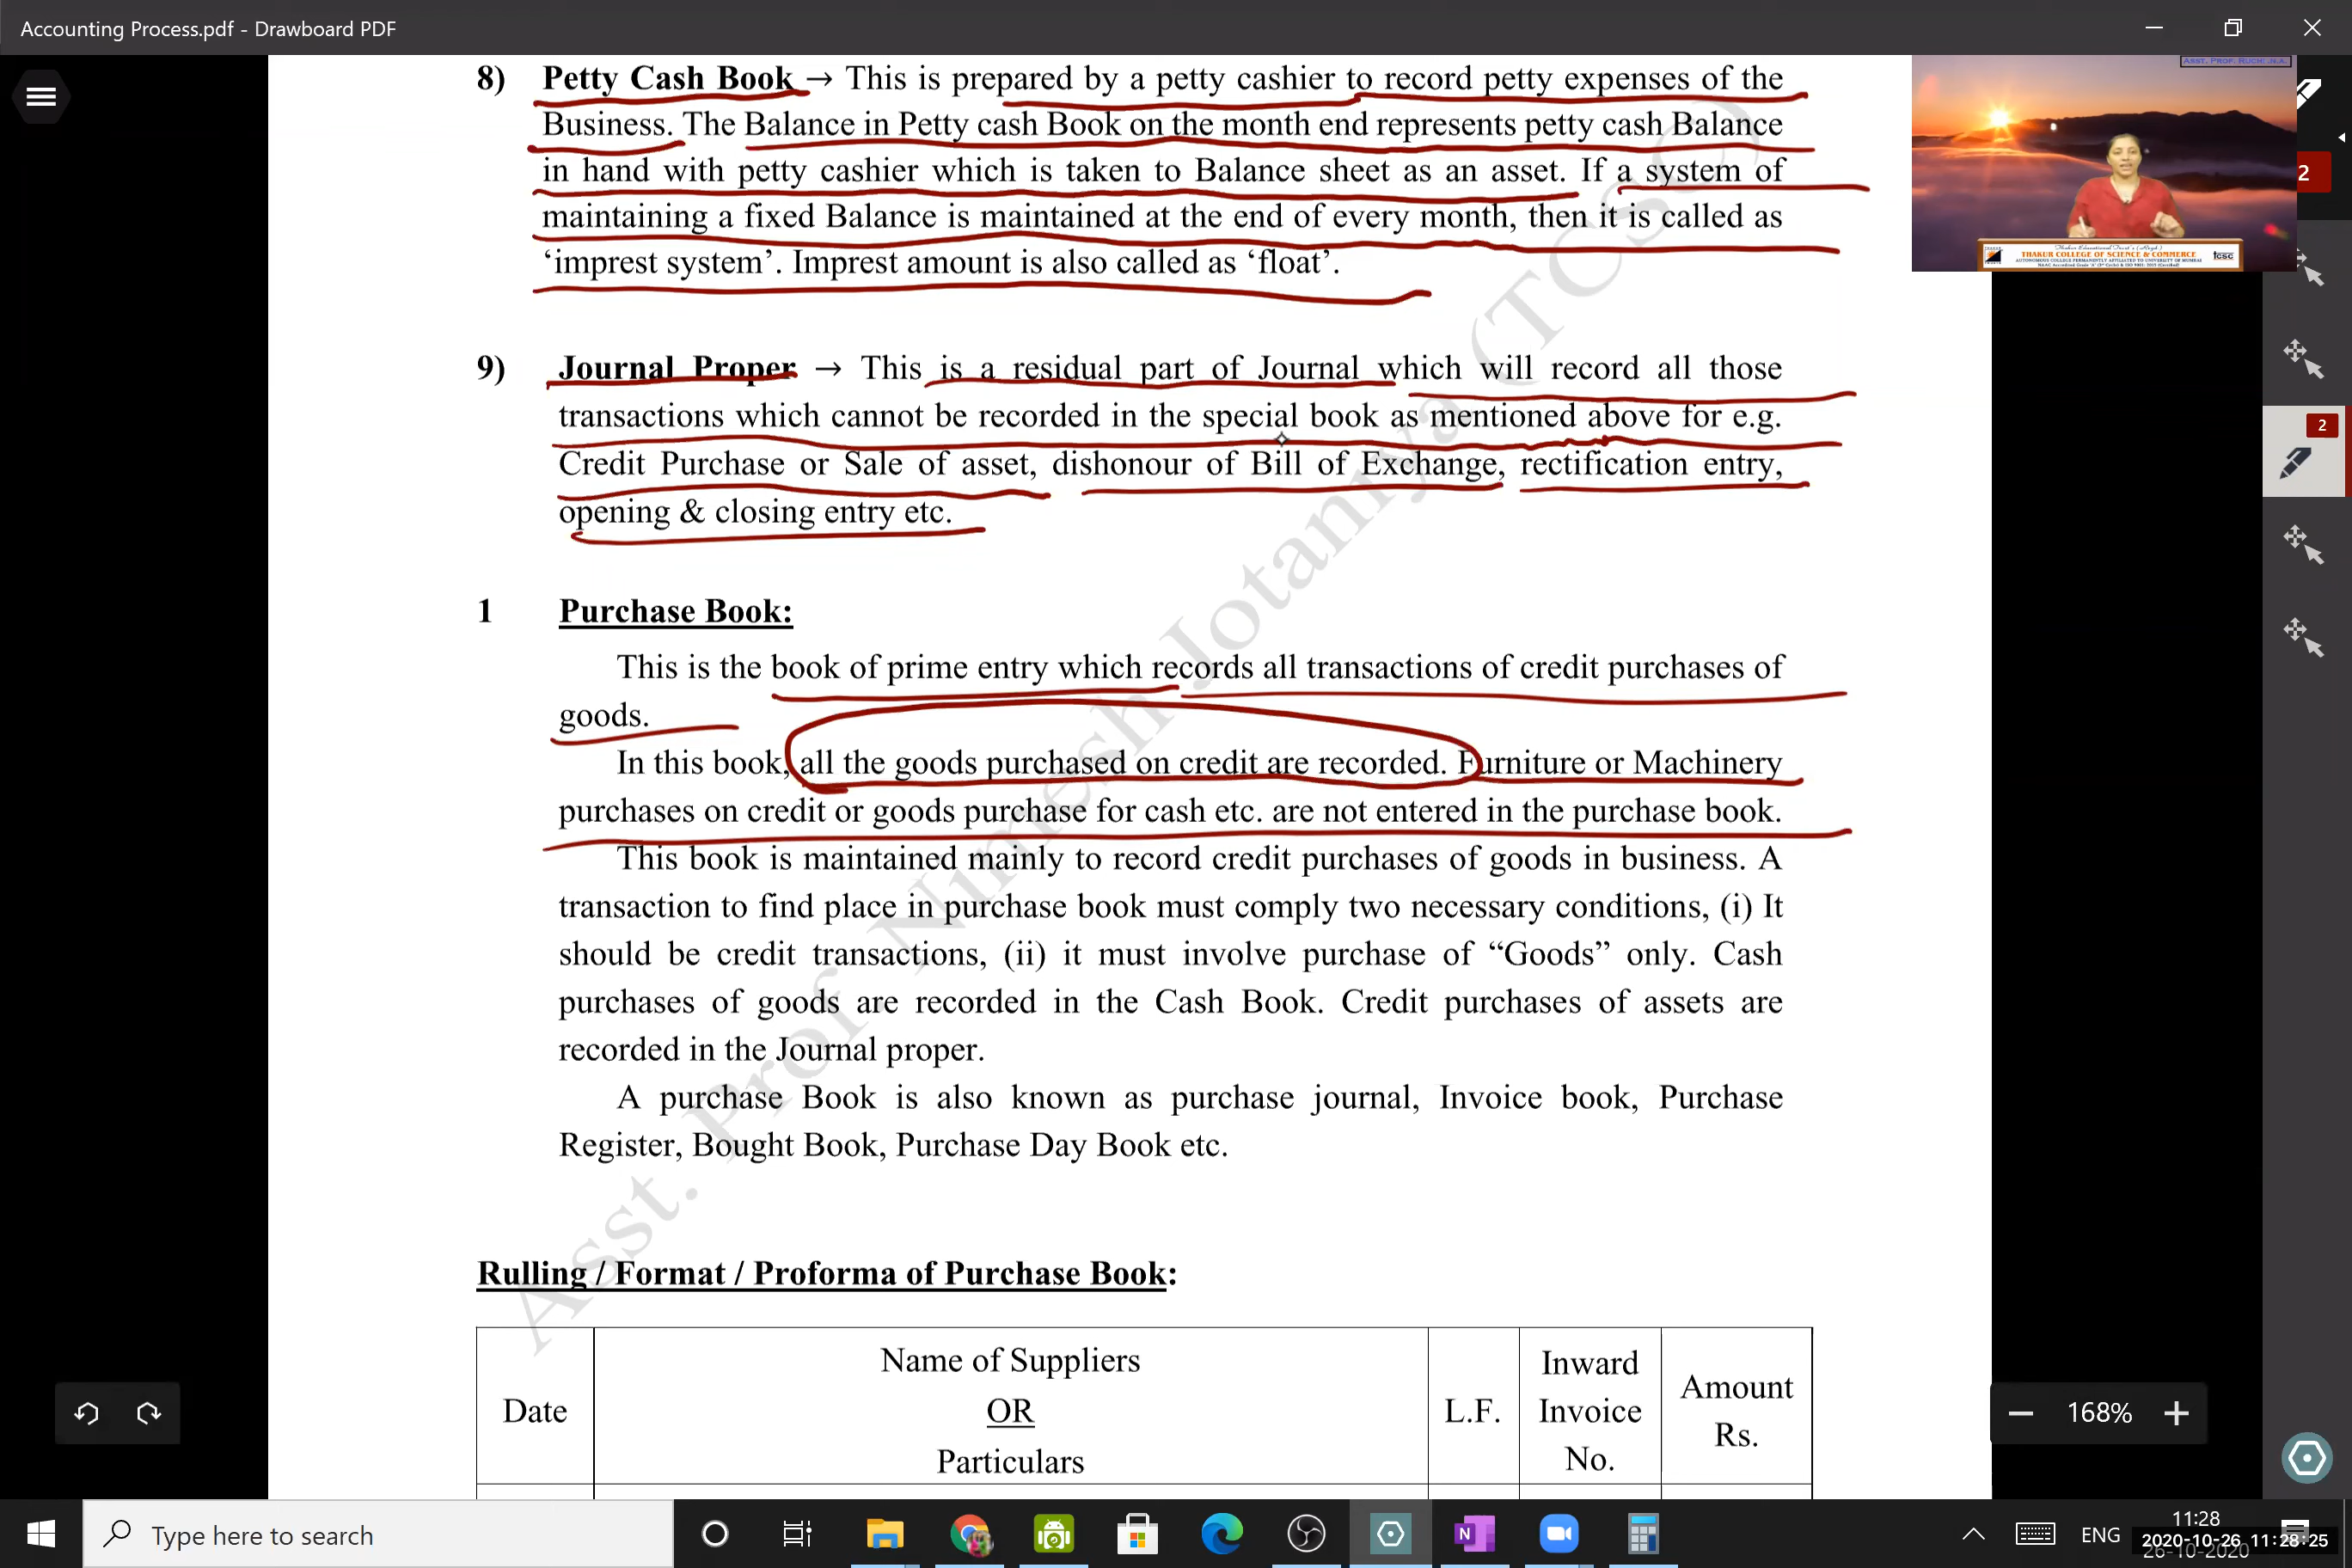 Accounting Process.pdf - Drawboard PDF
8) Petty Cash Book → This is prepared by a petty cashier to record petty expenses of the
Business. The Balance in Petty cash Book on the month end represents petty cash Balance
in hand with petty cashier which is taken to Balance sheet as an asset. If a system of
maintaining a fixed Balance is maintained at the end of every month, then it is called as
‘imprest system’. Imprest amount is also called as ‘float’.
9) Journal Proper → This is a residual part of Journal which will record all those
transactions which cannot be recorded in the special book as mentioned above for e.g.
Credit Purchase or Sale of asset, dishonour of Bill of Exchange, rectification entry,
opening & closing entry etc.
1 Purchase Book:
This is the book of prime entry which records all transactions of credit purchases of
goods.
In this book, all the goods purchased on credit are recorded. Furniture or Machinery
purchases on credit or goods purchase for cash etc. are not entered in the purchase book.
This book is maintained mainly to record credit purchases of goods in business. A
transaction to find place in purchase book must comply two necessary conditions, (i) It
should be credit transactions, (ii) it must involve purchase of “Goods” only. Cash
purchases of goods are recorded in the Cash Book. Credit purchases of assets are
recorded in the Journal proper.
A purchase Book is also known as purchase journal, Invoice book, Purchase
Register, Bought Book, Purchase Day Book etc.
Rulling / Format / Proforma of Purchase Book:
Date
Name of Suppliers
OR
Particulars
L.F.
Inward
Invoice
No.
Amount
Rs.
Asst. Prof Nimesh Jotaniya (TCSC)
THAKUR COLLEGE OF SCIENCE & COMMERCE
tcsc
2
2
168%
Type here to search
N
ENG
11:28
26-10-2020
2020-10-26 11:28:25